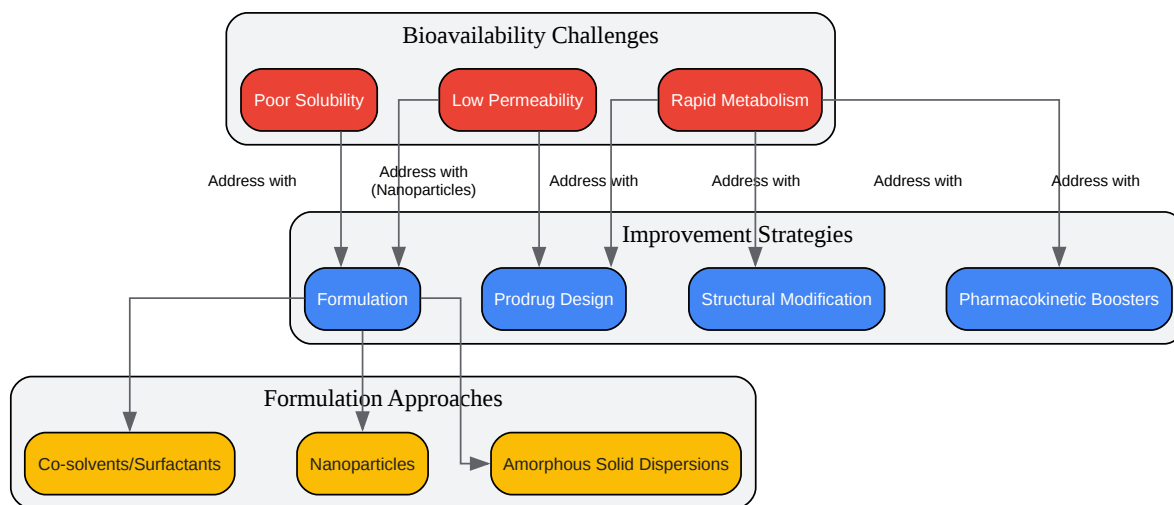 Bioavailability Challenges
Poor Solubility
Low Permeability
Rapid Metabolism
Address with
Address with
(Nanoparticles)
Address with
Address with
Address with
Address with
Improvement Strategies
Formulation
Prodrug Design
Structural Modification
Pharmacokinetic Boosters
Formulation Approaches
Co-solvents/Surfactants
Nanoparticles
Amorphous Solid Dispersions